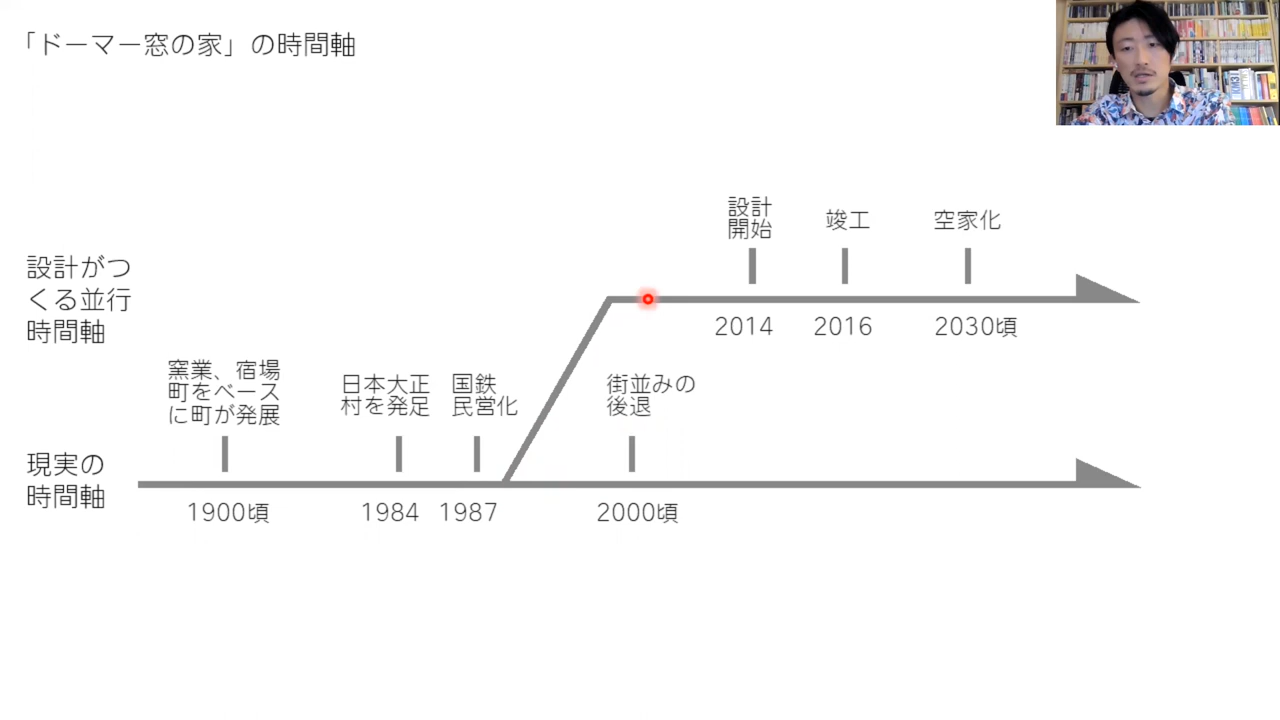 「ドーマー窓の家」の時間軸
設計
開始
竣工
空家化
設計がつ
くる並行
時間軸
2014
2016
2030頃
窯業、宿場
町をベース
に町が発展
日本大正
村を発足
国鉄
民営化
街並みの
後退
現実の
時間軸
1900頃
1984
1987
2000頃